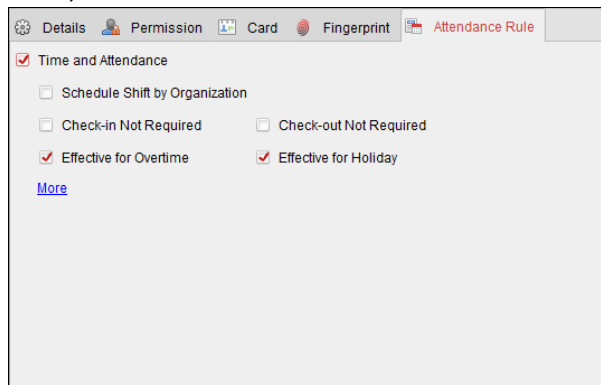 Details Permission Card Fingerprint Attendance Rule
Time and Attendance
Schedule Shift by Organization
Check-in Not Required Check-out Not Required
Effective for Overtime Effective for Holiday
More